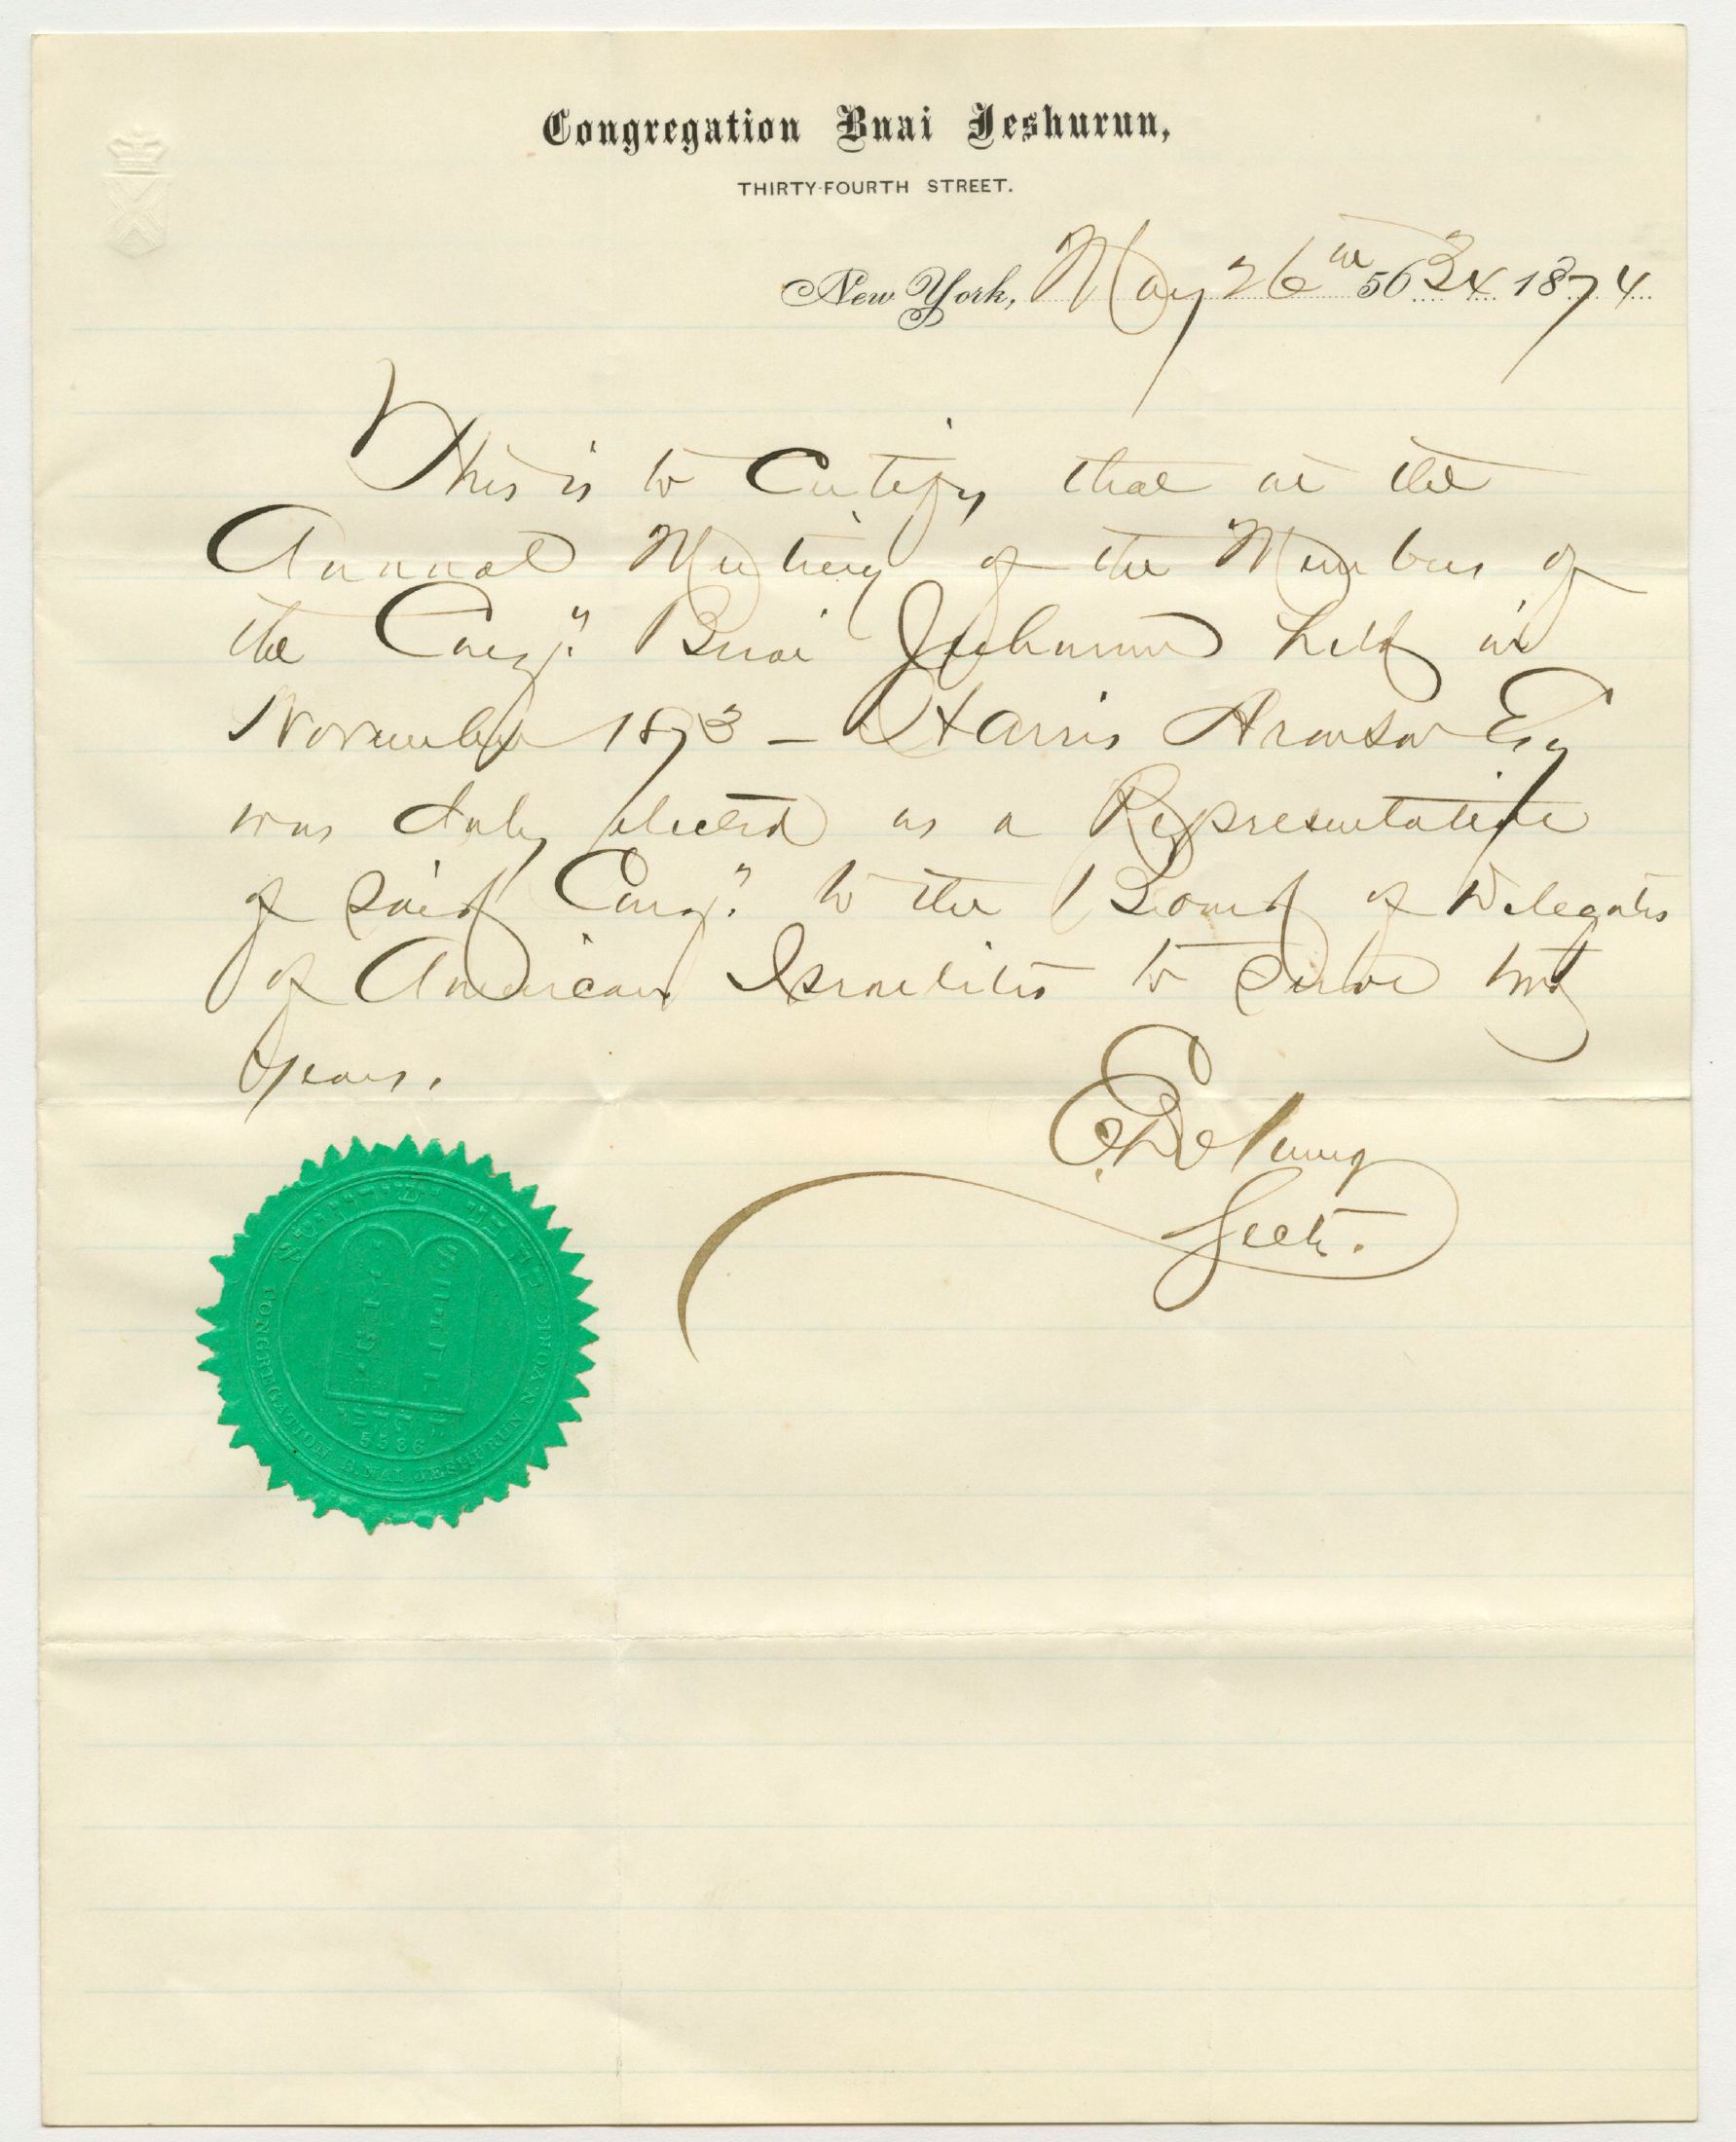 Congregation Bnai Jeshurun,
THIRTY-FOURTH STREET.
New York, May 26th 5634 1874
This is to Certify that at the
Annual Meeting of the Members of
the Cong.n Bnai Jeshurun held in
November 1873 – Harris Aronson Esq
was duly elected as a Representative
of Said Cong.n to the Board of Delegates
of American Israelites to Serve two
Years.
Secty.
5586
CONGREGATION B.NAI JESHURUN N.YORK